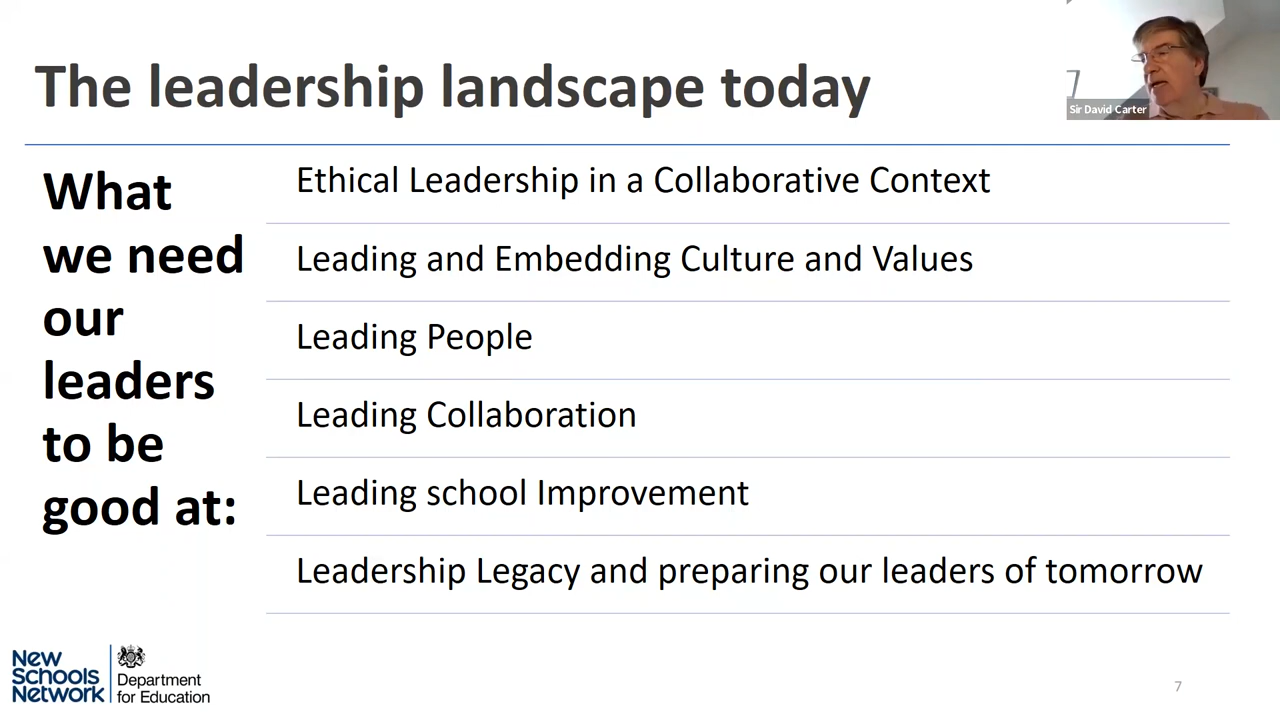 The leadership landscape today
7
Sir David Carter
What
we need
our
leaders
to be
good at:
Ethical Leadership in a Collaborative Context
Leading and Embedding Culture and Values
Leading People
Leading Collaboration
Leading school Improvement
Leadership Legacy and preparing our leaders of tomorrow
New
Schools
Network
Department
for Education
7